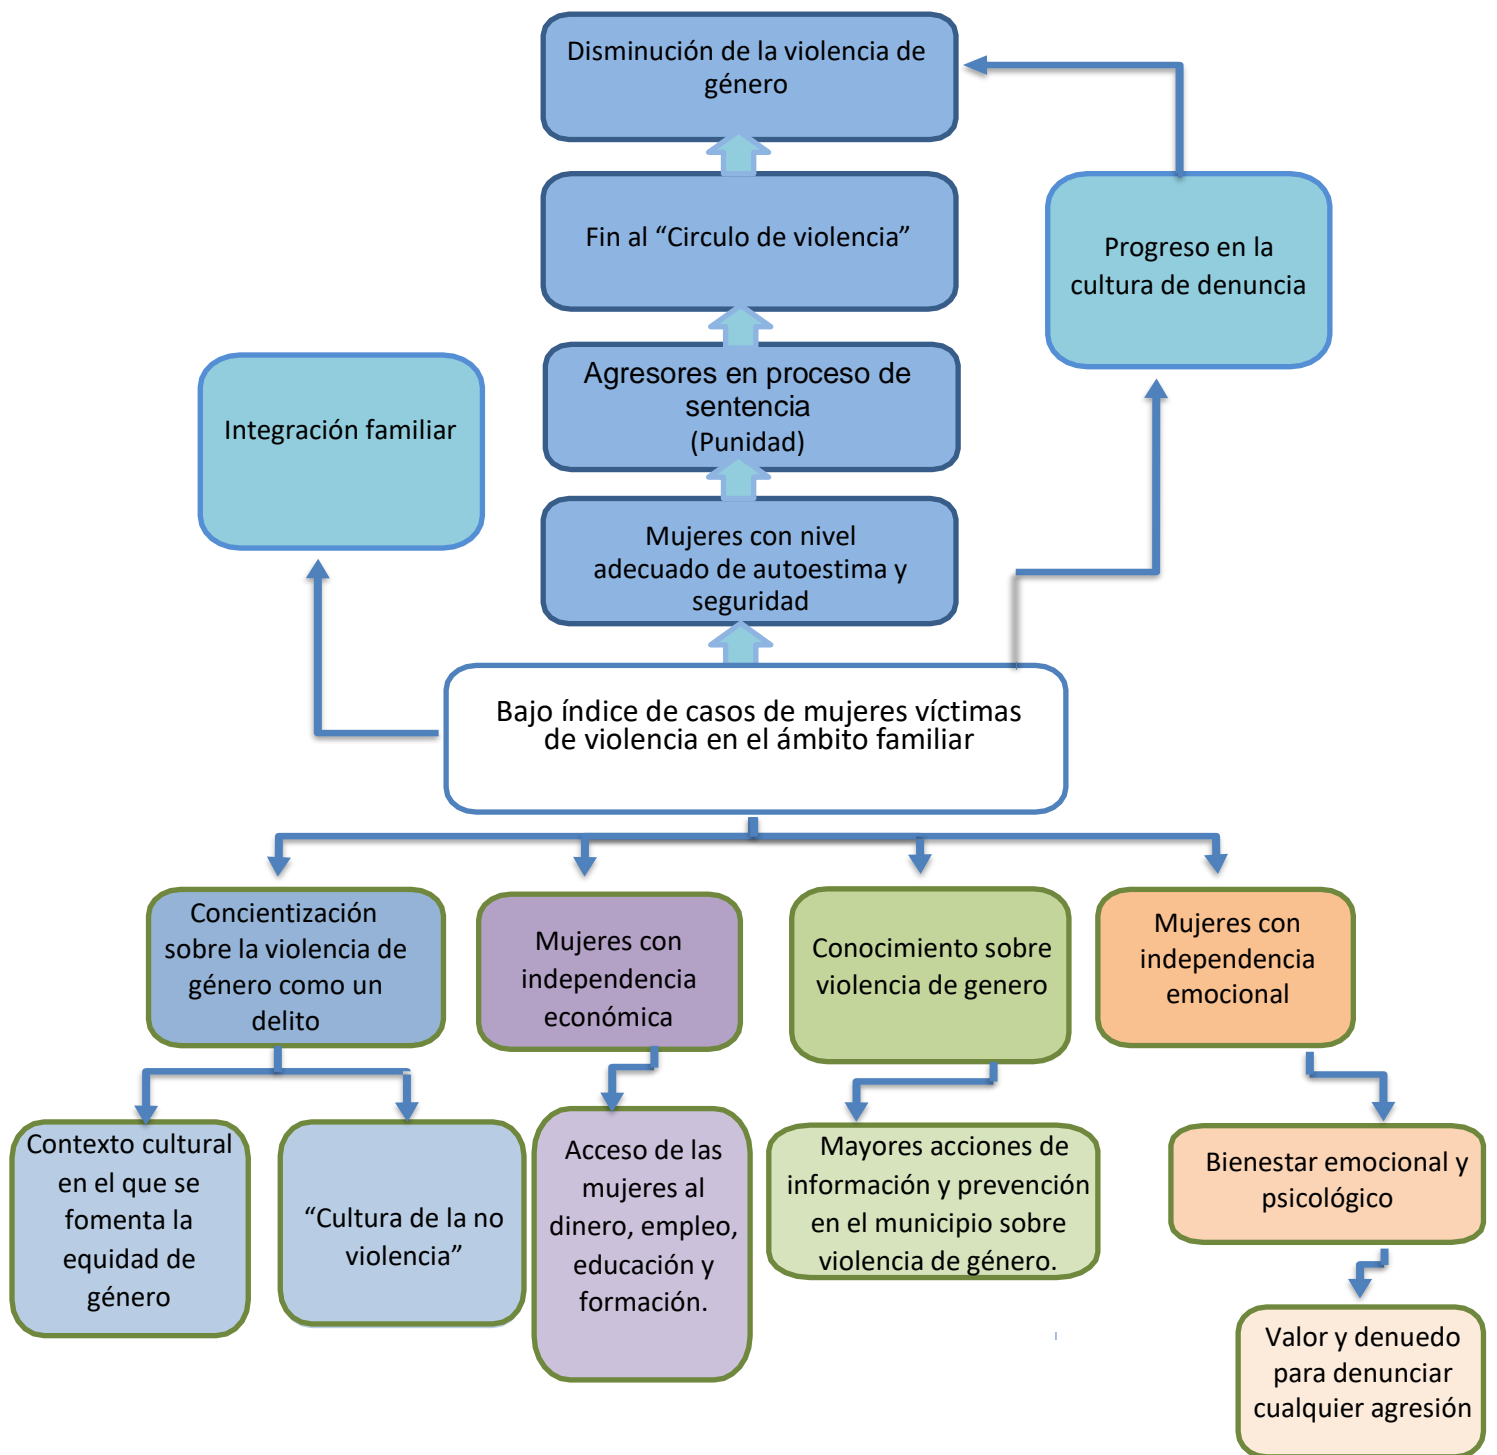 Disminución de la violencia de
género
Fin al “Circulo de violencia”
Progreso en la
cultura de denuncia
Agresores en proceso de
sentencia
(Punidad)
Integración familiar
Mujeres con nivel
adecuado de autoestima y
seguridad
Bajo índice de casos de mujeres víctimas
de violencia en el ámbito familiar
Concientización
sobre la violencia de
género como un
delito
Mujeres con
independencia
económica
Conocimiento sobre
violencia de genero
Mujeres con
independencia
emocional
Contexto cultural
en el que se
fomenta la
equidad de
género
“Cultura de la no
violencia”
Acceso de las
mujeres al
dinero, empleo,
educación y
formación.
Mayores acciones de
información y prevención
en el municipio sobre
violencia de género.
Bienestar emocional y
psicológico
Valor y denuedo
para denunciar
cualquier agresión